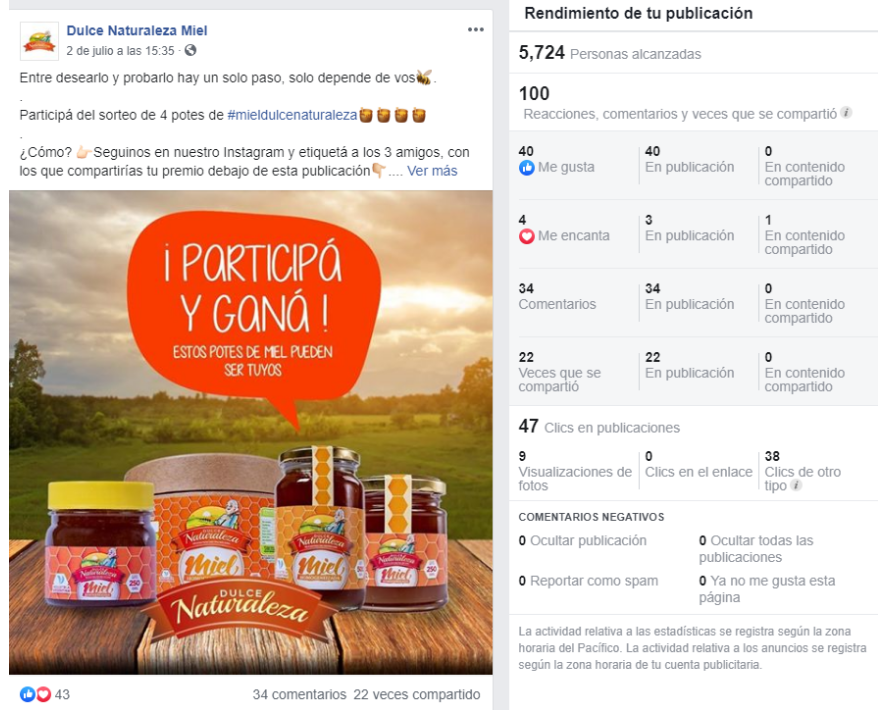 Dulce Naturaleza Miel
2 de julio a las 15:35 ·
Entre desearlo y probarlo hay un solo paso, solo depende de vos🐝.
.
Participá del sorteo de 4 potes de #mieldulcenaturaleza🍯🍯🍯🍯
.
¿Cómo? 👉🏻Seguinos en nuestro Instagram y etiquetá a los 3 amigos, con
los que compartirías tu premio debajo de esta publicación👇🏻.... Ver más
¡PARTICIPÁ
Y GANÁ!
ESTOS POTES DE MIEL PUEDEN
SER TUYOS
Naturaleza
Miel
250
Naturaleza
Miel
Naturaleza
Miel
Naturaleza
Miel
250
DULCE
Naturaleza
43
34 comentarios 22 veces compartido
Rendimiento de tu publicación
5,724 Personas alcanzadas
100
Reacciones, comentarios y veces que se compartió
40
Me gusta
40
En publicación
0
En contenido
compartido
4
Me encanta
3
En publicación
1
En contenido
compartido
34
Comentarios
34
En publicación
0
En contenido
compartido
22
Veces que se
compartió
22
En publicación
0
En contenido
compartido
47 Clics en publicaciones
9
Visualizaciones de
fotos
0
Clics en el enlace
38
Clics de otro
tipo
COMENTARIOS NEGATIVOS
0 Ocultar publicación
0 Ocultar todas las
publicaciones
0 Reportar como spam
0 Ya no me gusta esta
página
La actividad relativa a las estadísticas se registra según la zona
horaria del Pacífico. La actividad relativa a los anuncios se registra
según la zona horaria de tu cuenta publicitaria.